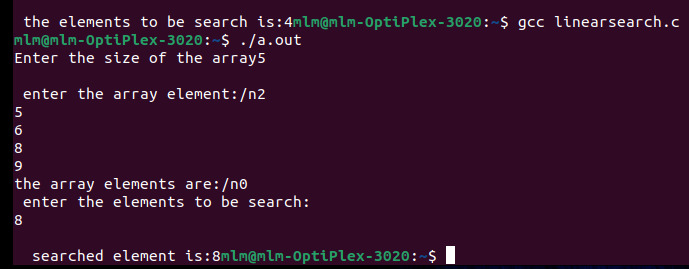 the elements to be search is:4mlm@mlm-OptiPlex-3020:~$ gcc linearsearch.c
mlm@mlm-OptiPlex-3020:~$ ./a.out
Enter the size of the array5
enter the array element:/n2
5
6
8
9
the array elements are:/n0
enter the elements to be search:
8
searched element is:8mlm@mlm-OptiPlex-3020:~$